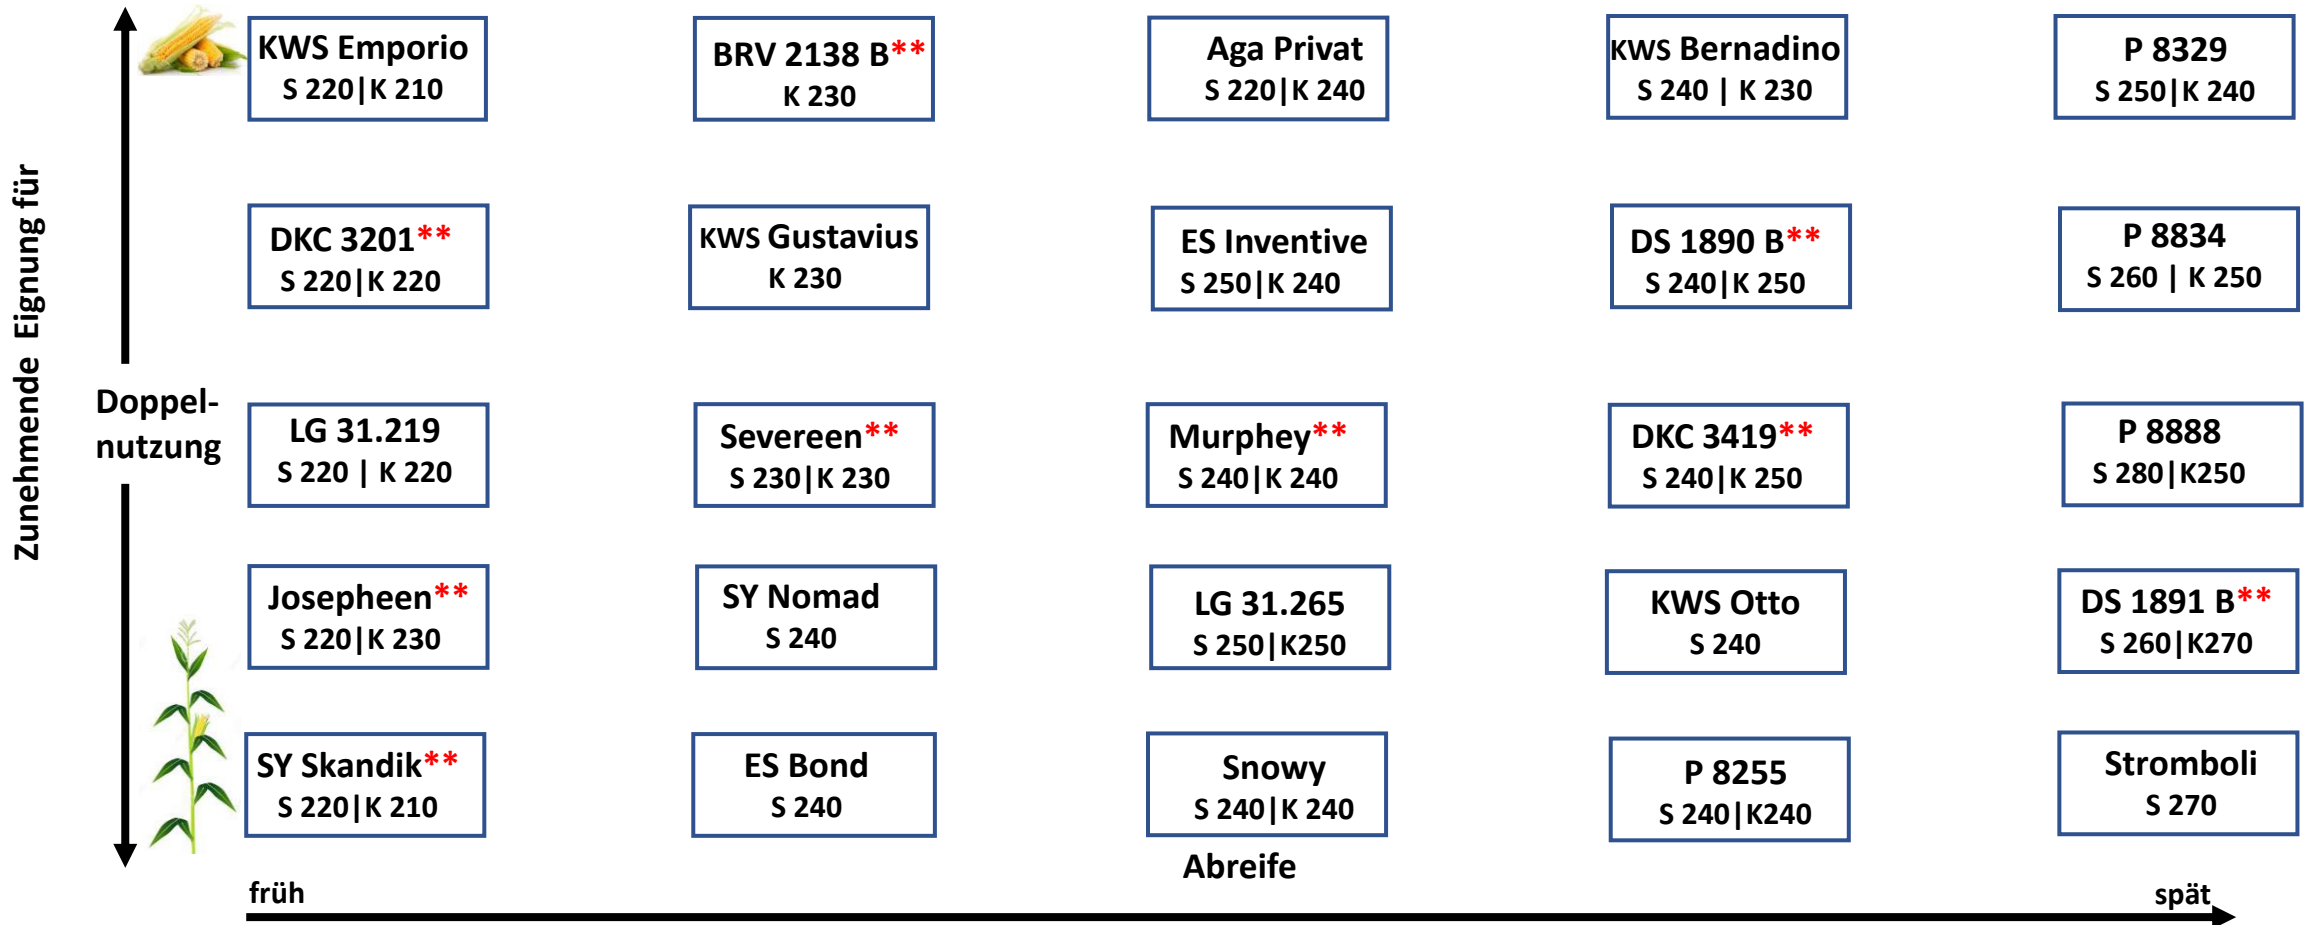 Zunehmende Eignung für
KWS Emporio
S 220|K 210
BRV 2138 B**
K 230
Aga Privat
S 220|K 240
KWS Bernadino
S 240 | K 230
P 8329
S 250|K 240
DKC 3201**
S 220|K 220
KWS Gustavius
K 230
ES Inventive
S 250|K 240
DS 1890 B**
S 240|K 250
P 8834
S 260 | K 250
Doppel-
nutzung
LG 31.219
S 220 | K 220
Severeen**
S 230|K 230
Murphey**
S 240|K 240
DKC 3419**
S 240|K 250
P 8888
S 280|K250
Josepheen**
S 220|K 230
SY Nomad
S 240
LG 31.265
S 250|K250
KWS Otto
S 240
DS 1891 B**
S 260|K270
SY Skandik**
S 220|K 210
ES Bond
S 240
Snowy
S 240|K 240
P 8255
S 240|K240
Stromboli
S 270
Abreife
früh
spät